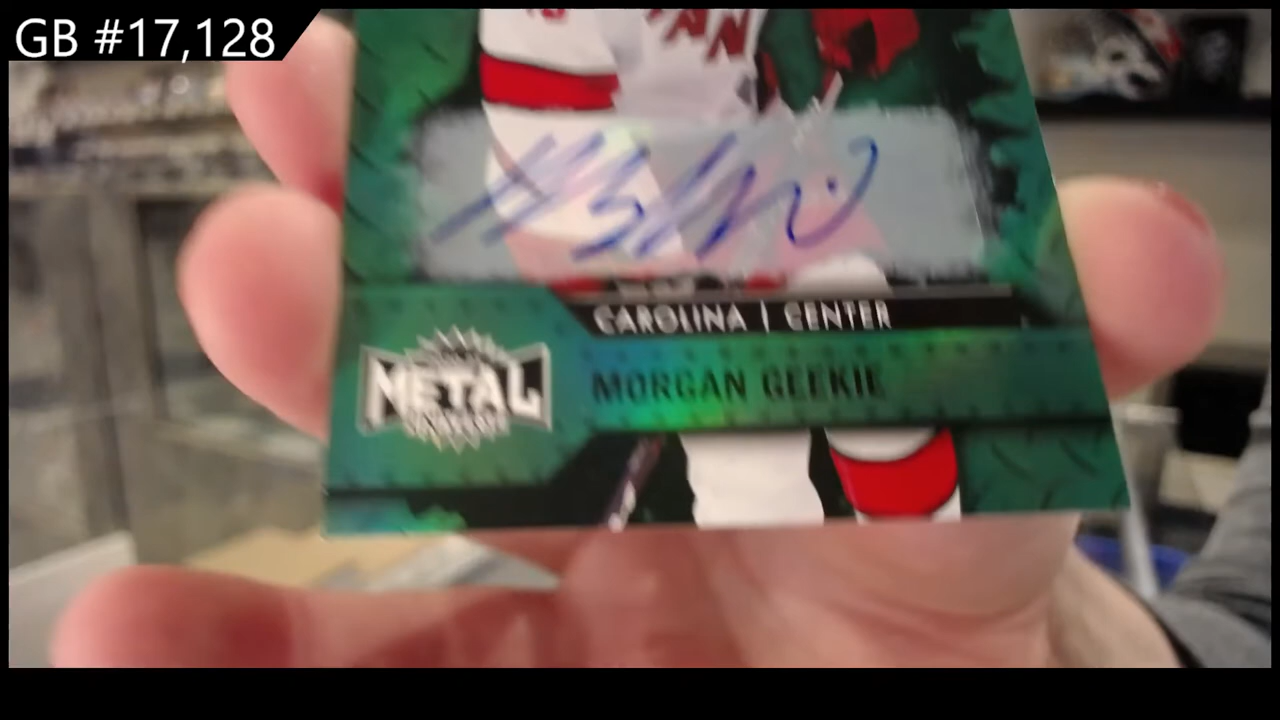 GB #17,128
CAROLINA | CENTER
METAL
MORGAN GEEKIE